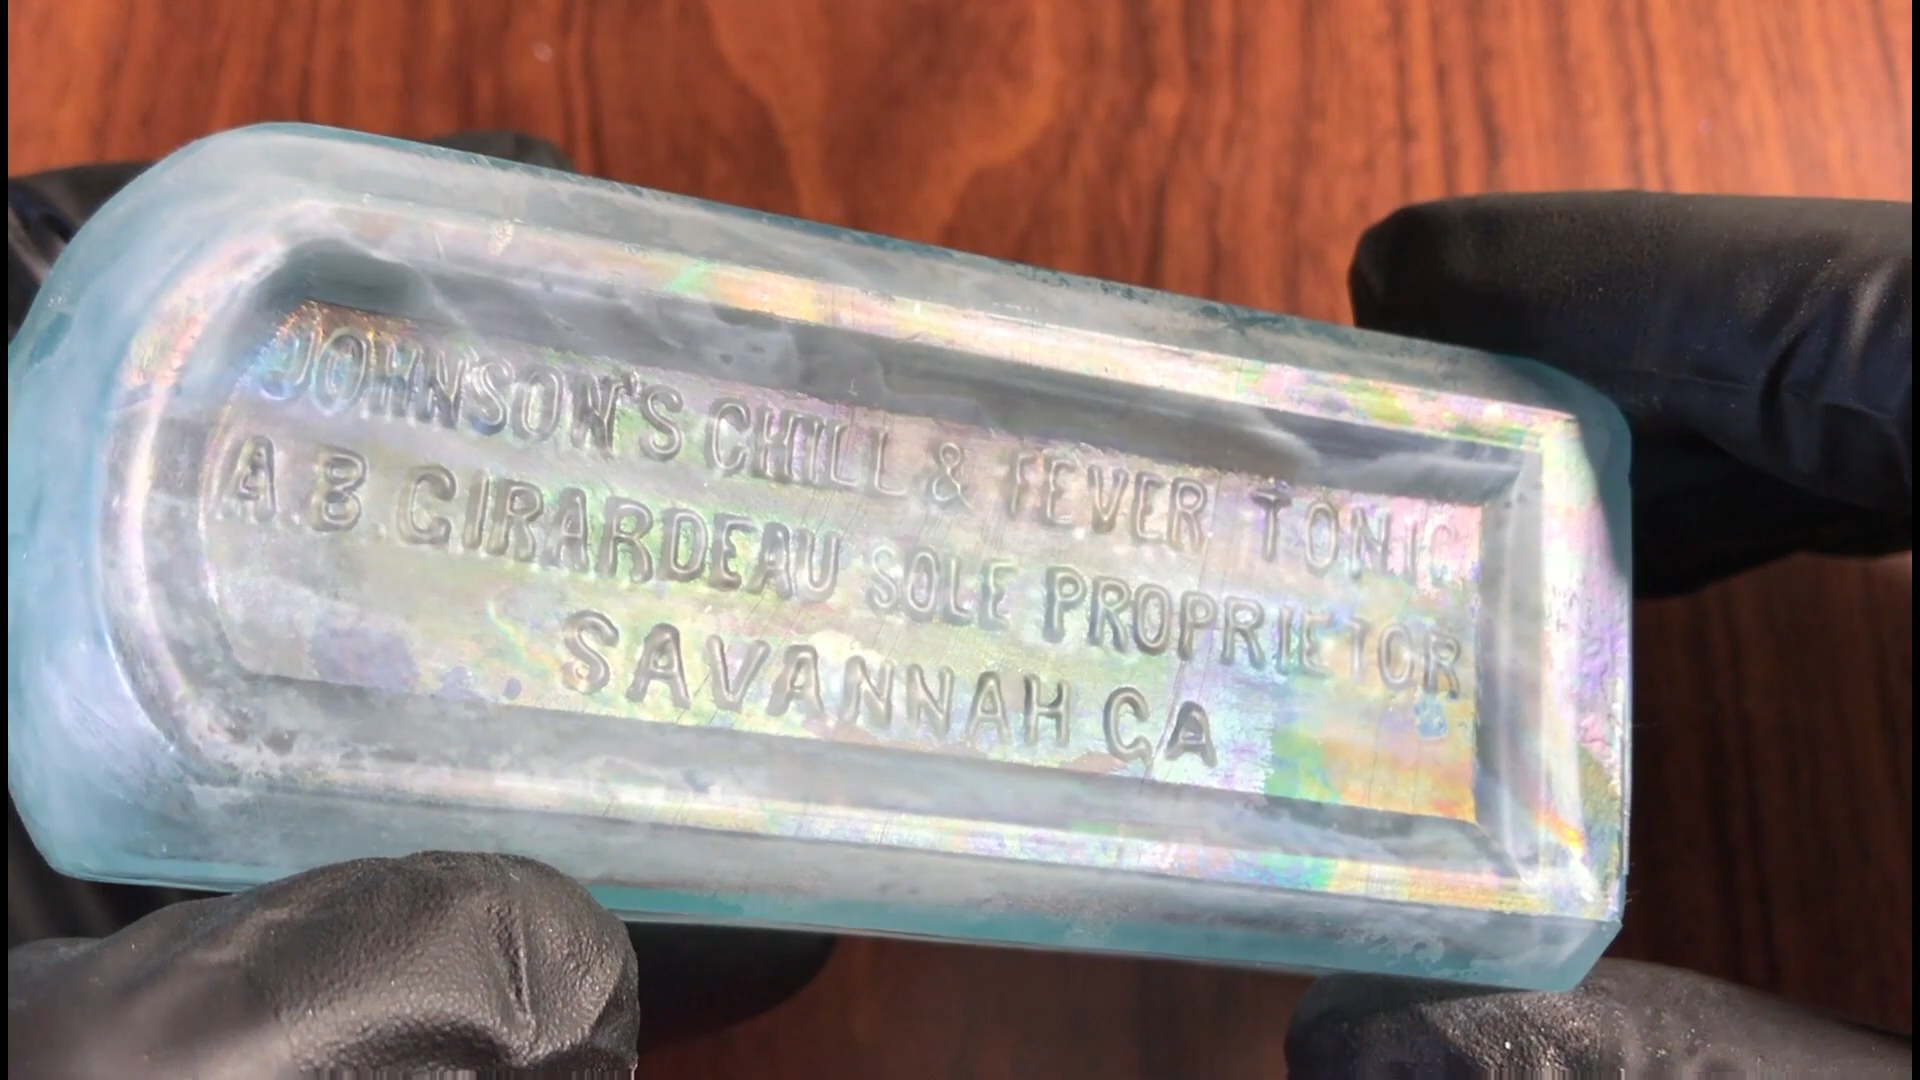 JOHNSON'S CHILL & FEVER TONIC
A.B. GIRARDEAU SOLE PROPRIETOR
SAVANNAH GA